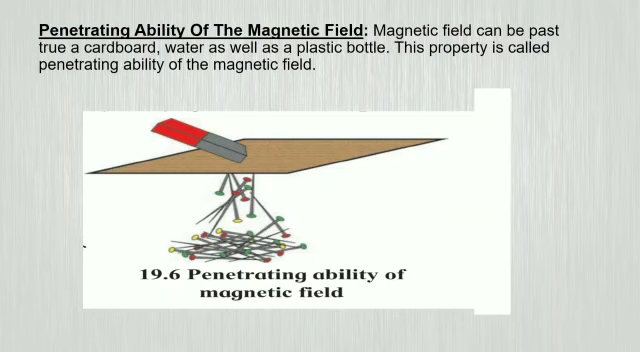 Penetrating Ability Of The Magnetic Field: Magnetic field can be past
true a cardboard, water as well as a plastic bottle. This property is called
penetrating ability of the magnetic field.
19.6 Penetrating ability of
magnetic field